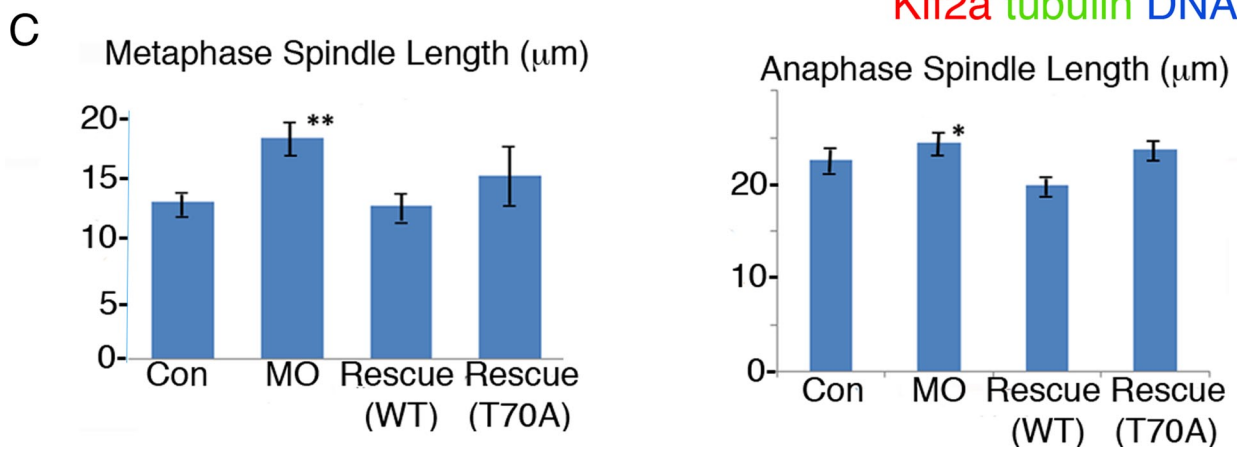 C
Kif2a tubulin DNA
Metaphase Spindle Length (μm)
20
**
15
10
5
0
Con MO Rescue Rescue
(WT) (T70A)
Anaphase Spindle Length (μm)
*
20
10
0
Con MO Rescue Rescue
(WT) (T70A)